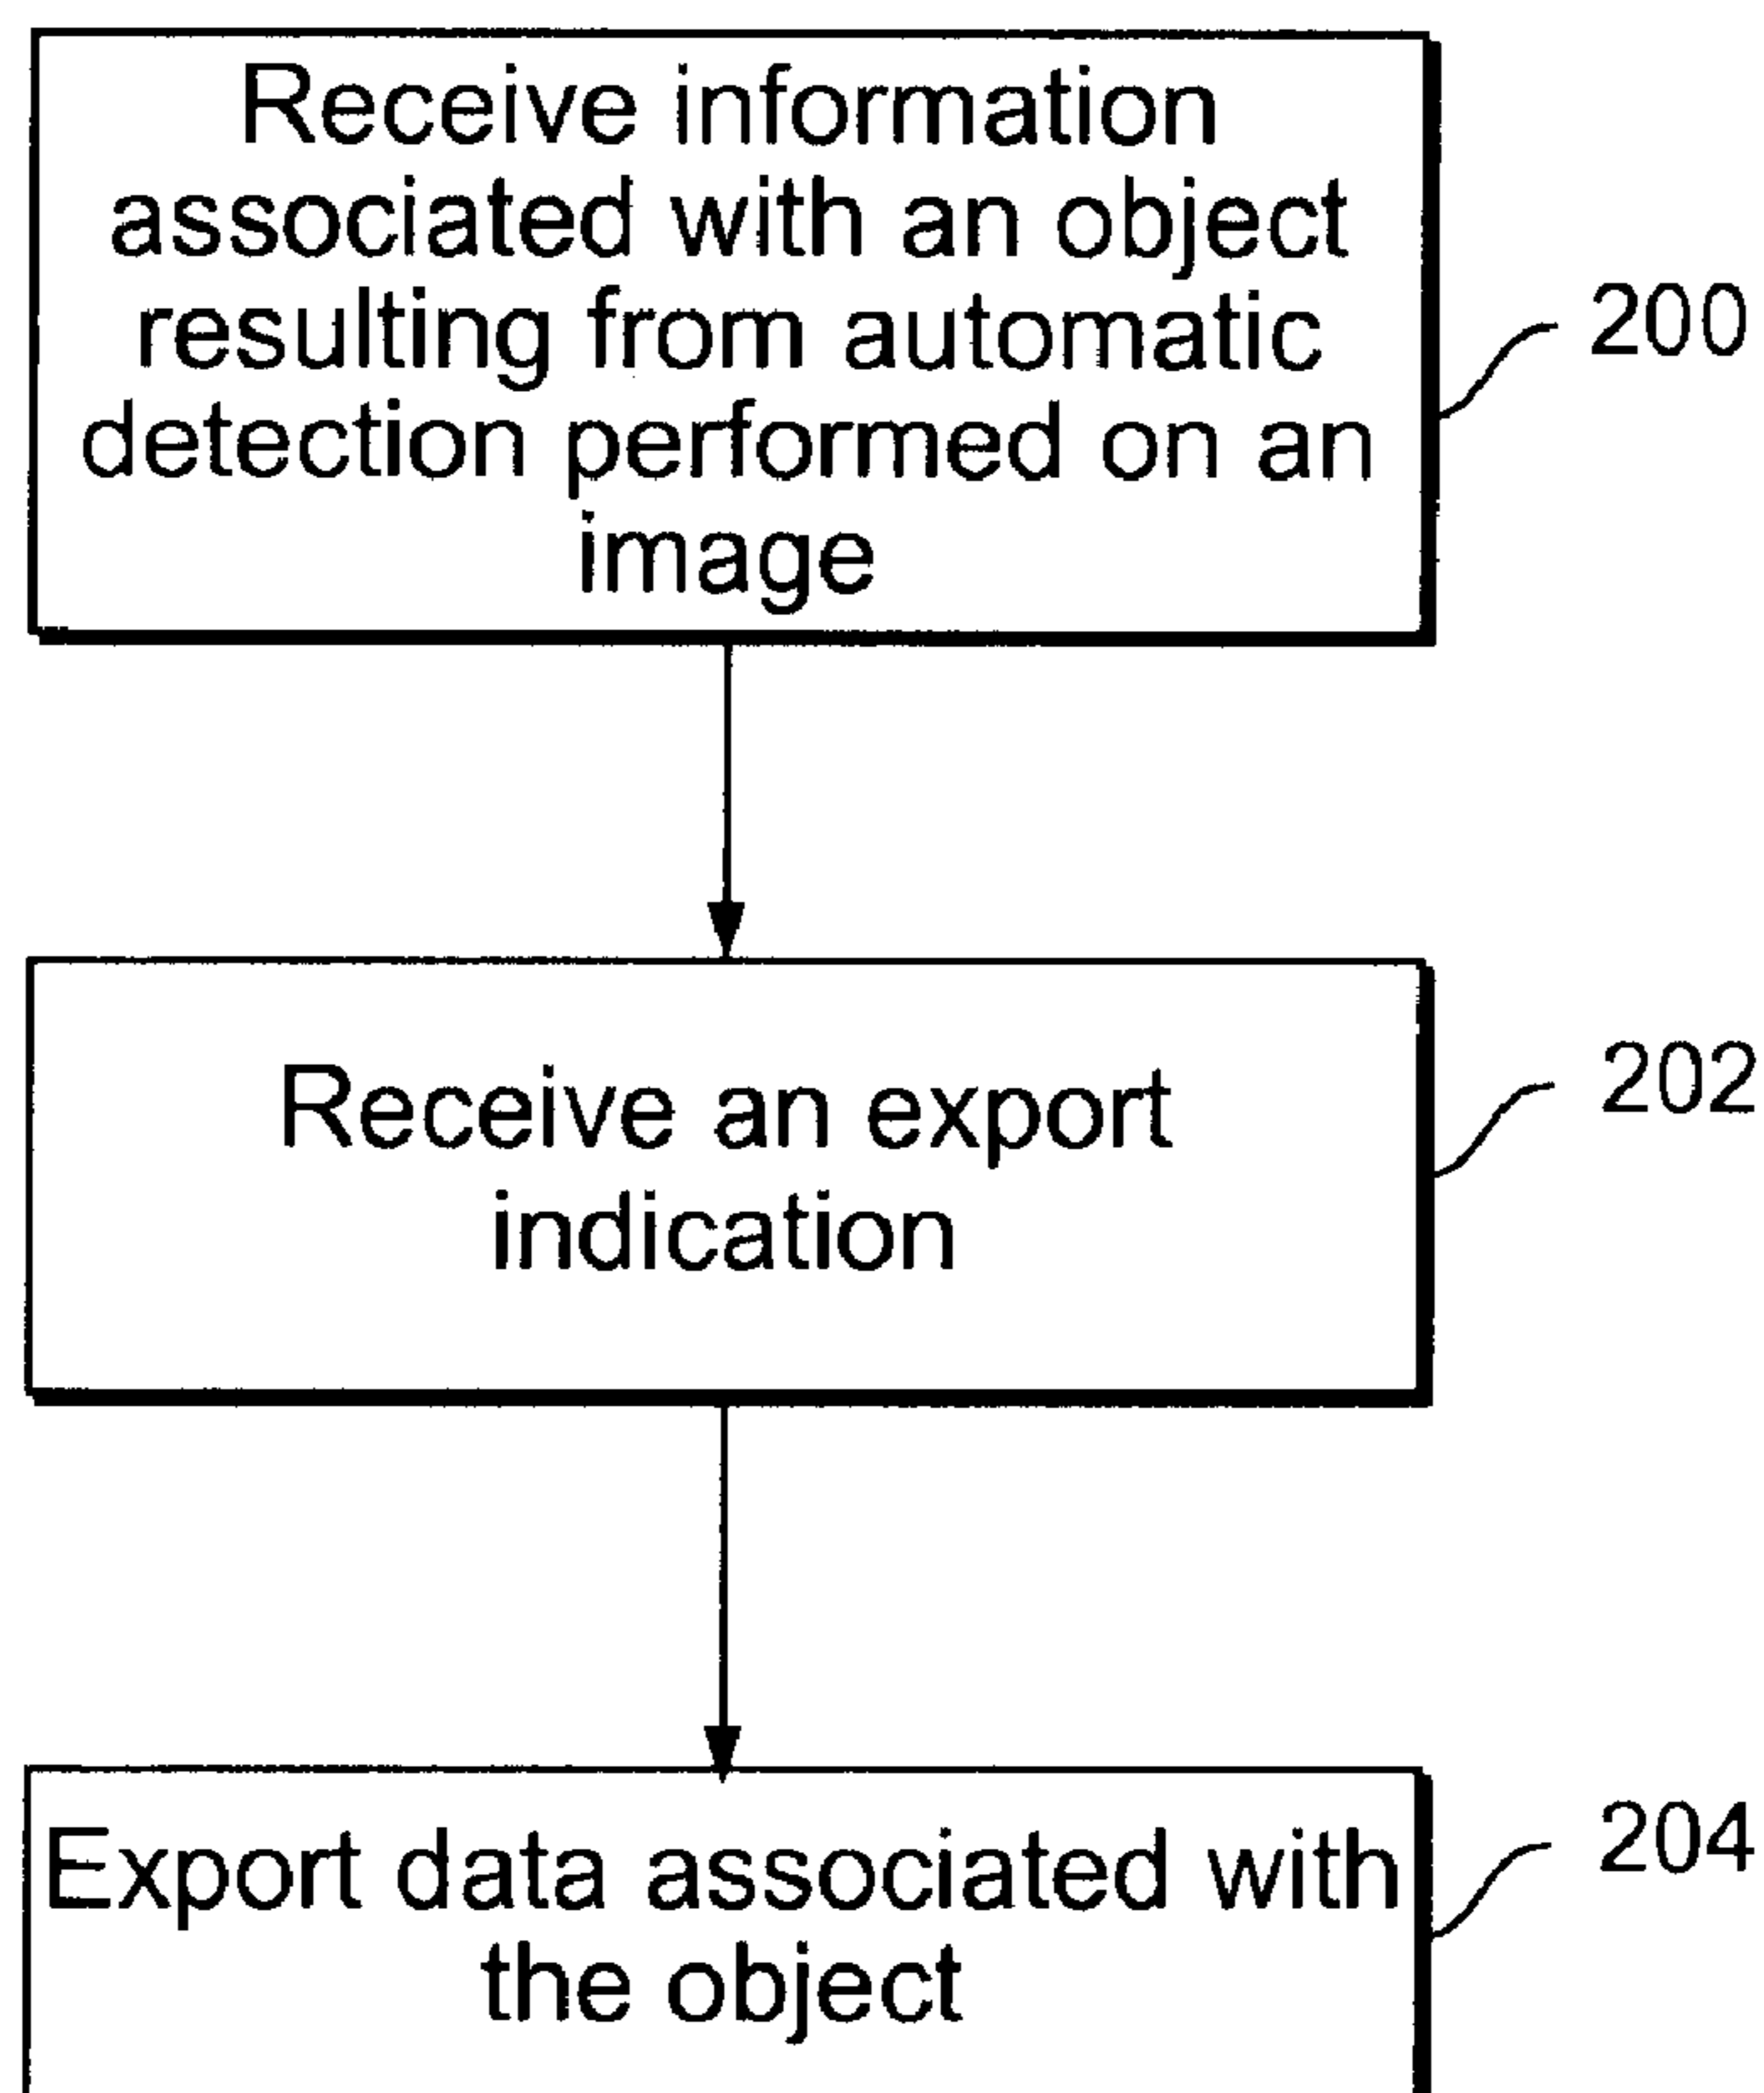 Receive information
associated with an object
resulting from automatic
detection performed on an
image
200
Receive an export
indication
202
Export data associated with
the object
204